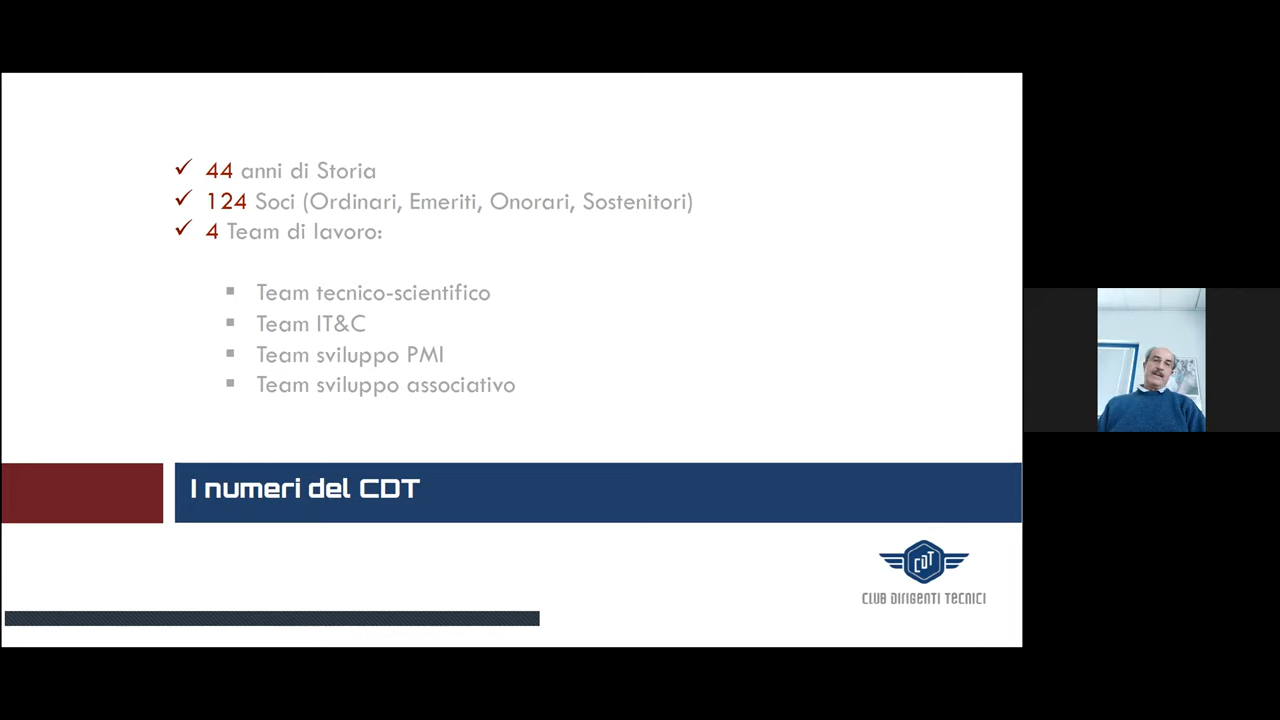 44 anni di Storia
124 Soci (Ordinari, Emeriti, Onorari, Sostenitori)
4 Team di lavoro:
Team tecnico-scientifico
Team IT&C
Team sviluppo PMI
Team sviluppo associativo
I numeri del CDT
CDT
CLUB DIRIGENTI TECNICI